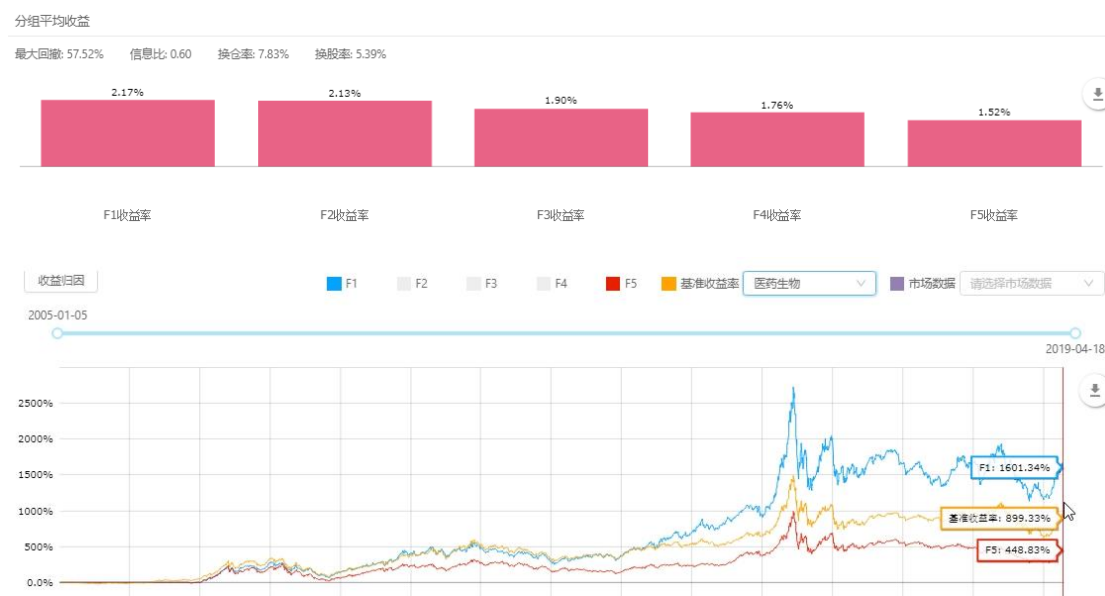 分组平均收益
最大回撤: 57.52% 信息比: 0.60 换仓率: 7.83% 换股率: 5.39%
2.17% 2.13% 1.90% 1.76% 1.52%
F1收益率 F2收益率 F3收益率 F4收益率 F5收益率
收益归因 F1 F2 F3 F4 F5 基准收益率 医药生物 市场数据 请选择市场数据
2005-01-05
2019-04-18
2500%
2000%
1500%
F1: 1601.34%
1000%
基准收益率: 899.33%
500%
F5: 448.83%
0.0%